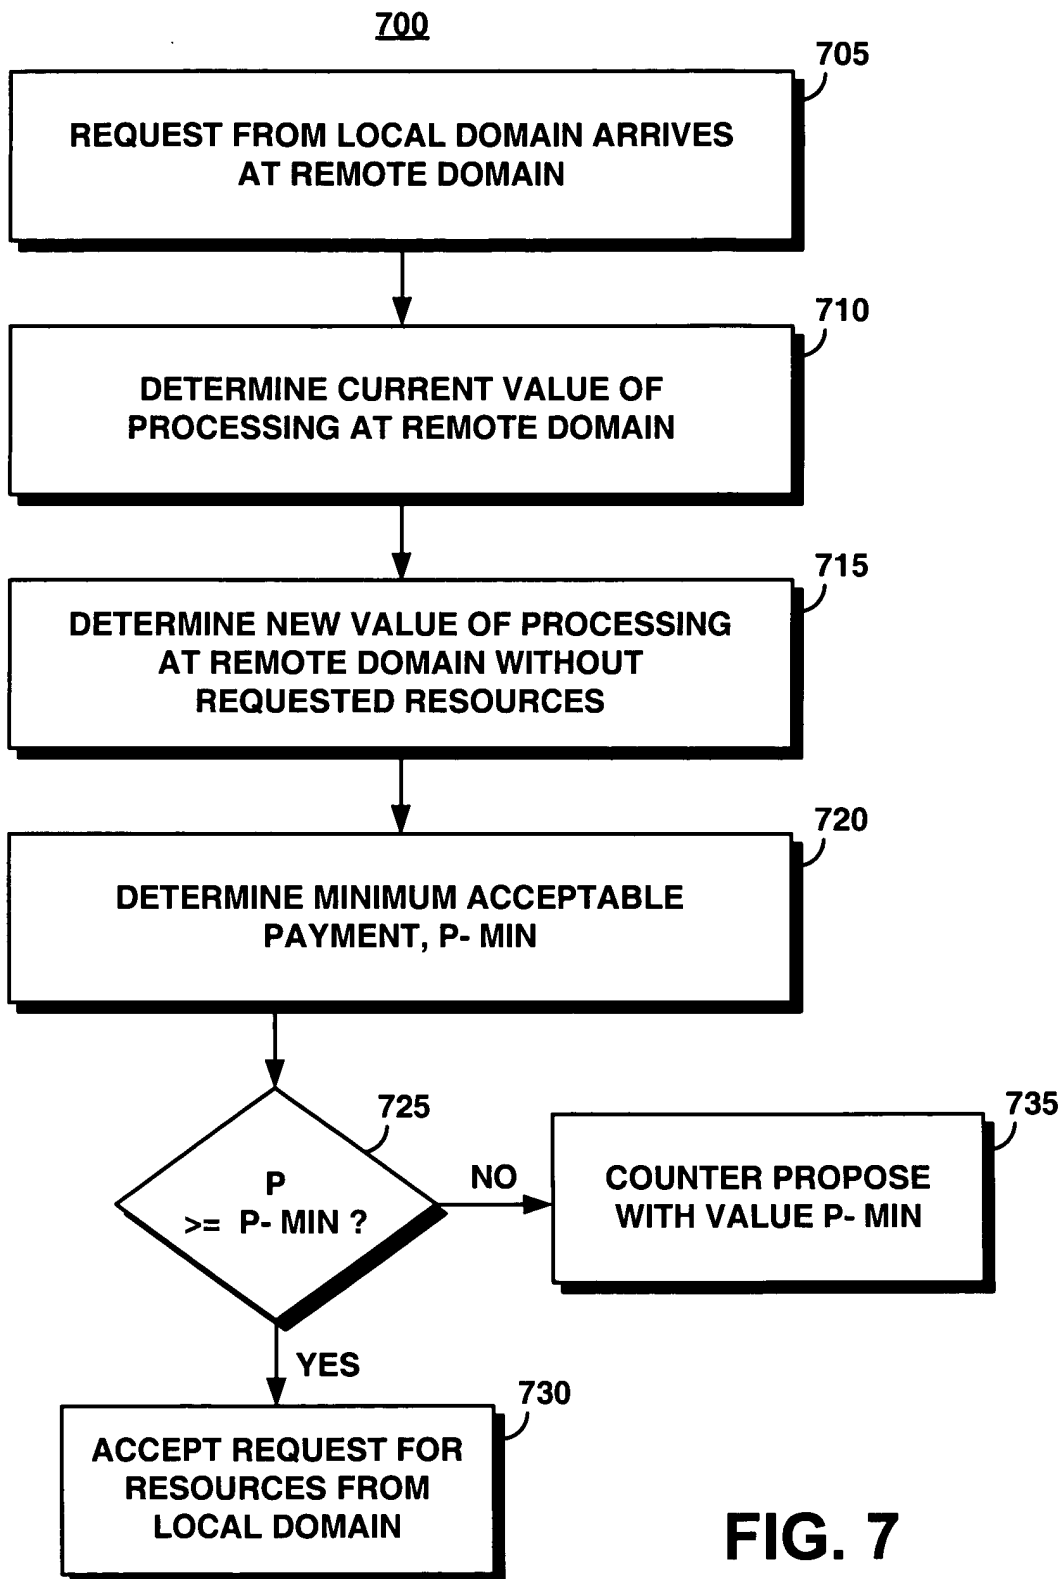 700
705
REQUEST FROM LOCAL DOMAIN ARRIVES
AT REMOTE DOMAIN
710
DETERMINE CURRENT VALUE OF
PROCESSING AT REMOTE DOMAIN
715
DETERMINE NEW VALUE OF PROCESSING
AT REMOTE DOMAIN WITHOUT
REQUESTED RESOURCES
720
DETERMINE MINIMUM ACCEPTABLE
PAYMENT, P- MIN
725
P
>= P- MIN ?
NO
735
COUNTER PROPOSE
WITH VALUE P- MIN
YES
730
ACCEPT REQUEST FOR
RESOURCES FROM
LOCAL DOMAIN
FIG. 7